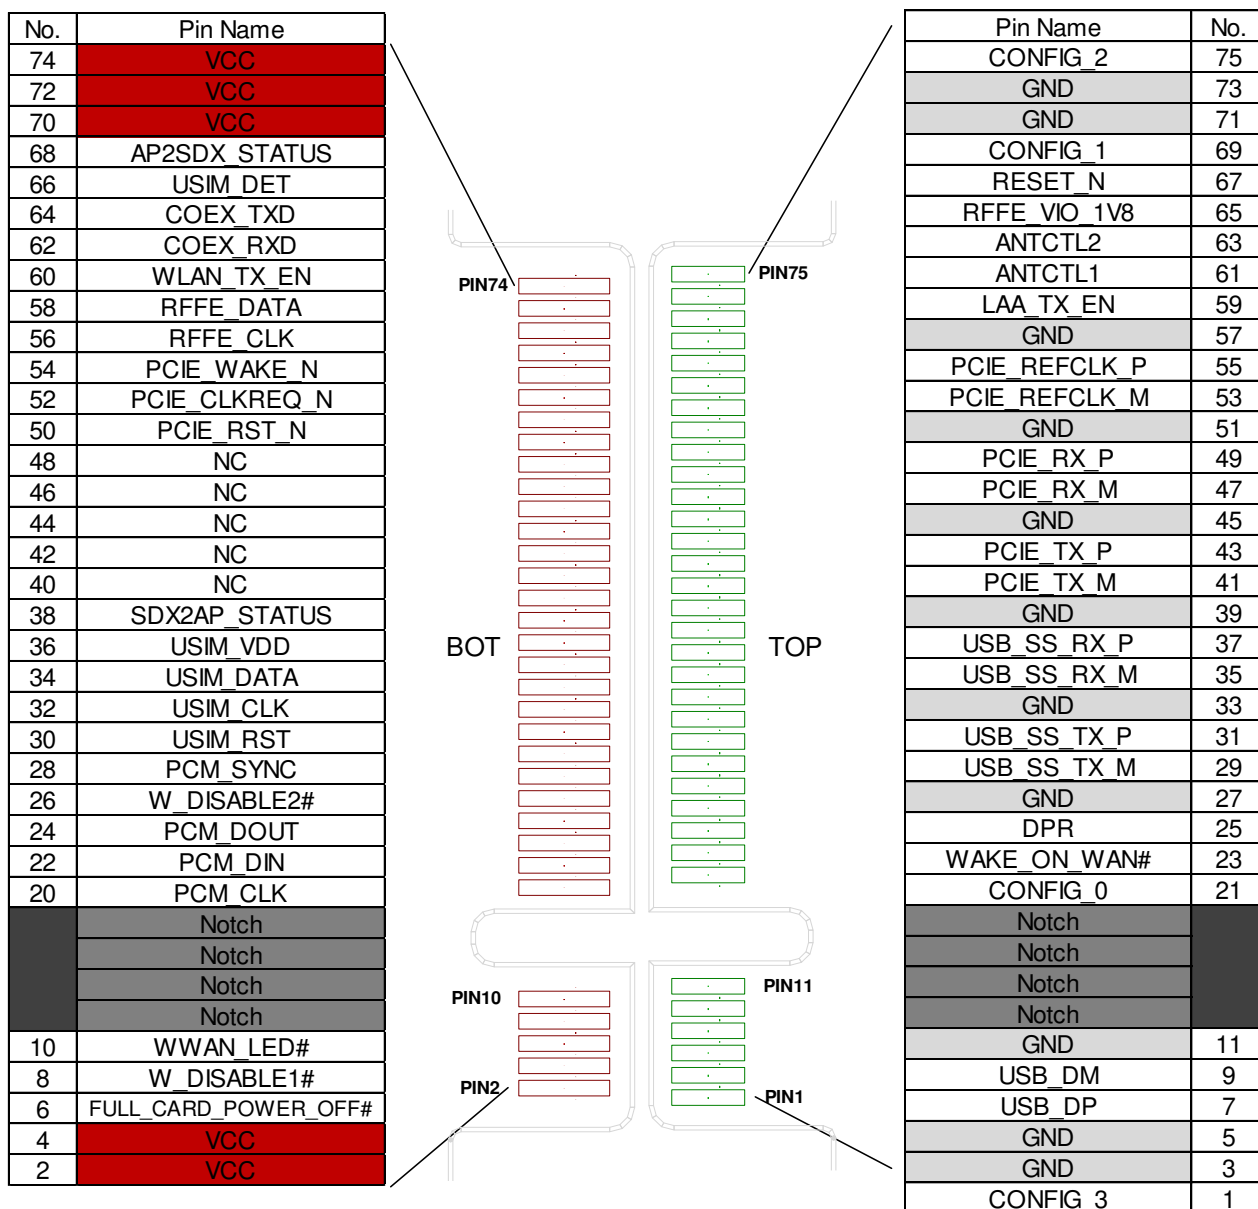 No. Pin Name
74 VCC
72 VCC
70 VCC
68 AP2SDX_STATUS
66 USIM_DET
64 COEX_TXD
62 COEX_RXD
60 WLAN_TX_EN
58 RFFE_DATA
56 RFFE_CLK
54 PCIE_WAKE_N
52 PCIE_CLKREQ_N
50 PCIE_RST_N
48 NC
46 NC
44 NC
42 NC
40 NC
38 SDX2AP_STATUS
36 USIM_VDD
34 USIM_DATA
32 USIM_CLK
30 USIM_RST
28 PCM_SYNC
26 W_DISABLE2#
24 PCM_DOUT
22 PCM_DIN
20 PCM_CLK
Notch
Notch
Notch
Notch
10 WWAN_LED#
8 W_DISABLE1#
6 FULL_CARD_POWER_OFF#
4 VCC
2 VCC
PIN74
BOT
PIN10
PIN2
PIN75
TOP
PIN11
PIN1
Pin Name No.
CONFIG_2 75
GND 73
GND 71
CONFIG_1 69
RESET_N 67
RFFE_VIO_1V8 65
ANTCTL2 63
ANTCTL1 61
LAA_TX_EN 59
GND 57
PCIE_REFCLK_P 55
PCIE_REFCLK_M 53
GND 51
PCIE_RX_P 49
PCIE_RX_M 47
GND 45
PCIE_TX_P 43
PCIE_TX_M 41
GND 39
USB_SS_RX_P 37
USB_SS_RX_M 35
GND 33
USB_SS_TX_P 31
USB_SS_TX_M 29
GND 27
DPR 25
WAKE_ON_WAN# 23
CONFIG_0 21
Notch
Notch
Notch
Notch
GND 11
USB_DM 9
USB_DP 7
GND 5
GND 3
CONFIG_3 1